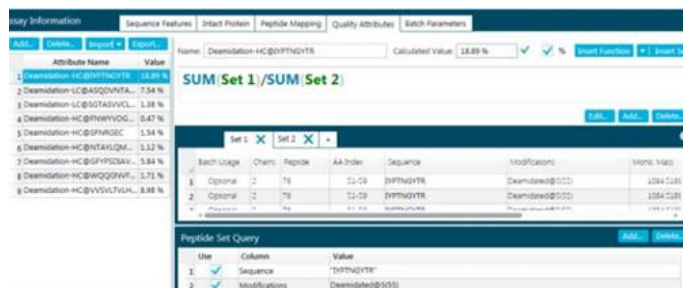 ssay Information
Sequence Features
Intact Protein
Peptide Mapping
Quality Attributes
Batch Parameters
Add... Delete... Import Export...
Attribute Name Value
1 Deamidation-HC@IYPTNGYTR 18.89 %
2 Deamidation-LC@ASQDVNTA... 7.54 %
3 Deamidation-LC@SGTASVVCL... 1.38 %
4 Deamidation-HC@FNWYVDG... 0.47 %
5 Deamidation-HC@SFNRGEC 1.54 %
6 Deamidation-HC@NTAYLQM... 1.12 %
7 Deamidation-HC@GFYPSDIAV... 5.84 %
8 Deamidation-HC@WQQGNVF... 1.71 %
9 Deamidation-HC@VVSVLTVLH... 8.98 %
Name: Deamidation-HC@IYPTNGYTR Calculated Value: 18.89 % % Insert Function Insert S
SUM(Set 1)/SUM(Set 2)
Edit... Add... Delete...
Set 1 X Set 2 X +
Batch Usage Chains Peptide AA Index Sequence Modifications Mono. Mass
1 Optional 2 T6 51-59 IYPTNGYTR Deamidated@5(55)
2 Optional 2 T6 51-59 IYPTNGYTR Deamidated@5(55)
Peptide Set Query Add... Delete...
Use Column Value
1 Sequence "IYPTNGYTR"
2 Modifications Deamidated@5(55)